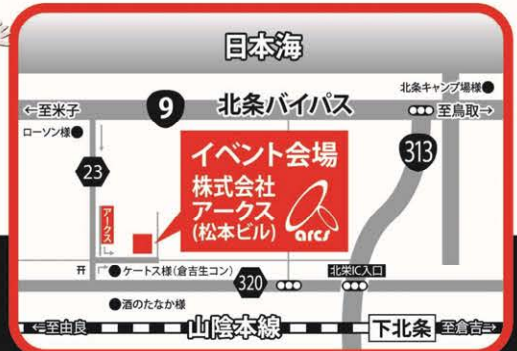 日本海
北条キャンプ場様●
←至米子
9
北条バイパス
至鳥取→
ローソン様●
313
23
イベント会場
株式会社
アークス
(松本ビル)
arcs
アークス
●ケートス様(倉吉生コン)
320
北栄IC入口
●酒のたなか様
←至由良
山陰本線
下北条
至倉吉→